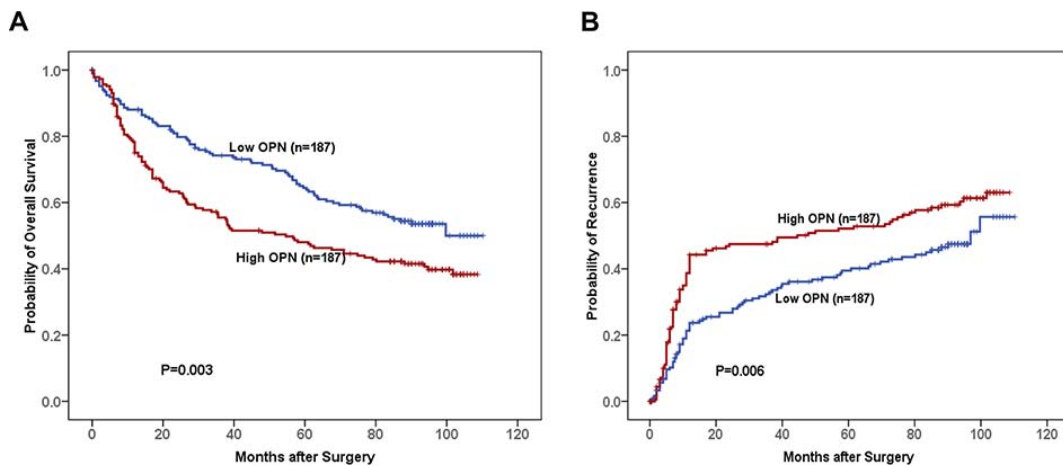 A
Probability of Overall Survival
1.0
0.8
0.6
0.4
0.2
0.0
Low OPN (n=187)
High OPN (n=187)
P=0.003
0 20 40 60 80 100 120
Months after Surgery
B
Probability of Recurrence
1.0
0.8
0.6
0.4
0.2
0.0
High OPN (n=187)
Low OPN (n=187)
P=0.006
0 20 40 60 80 100 120
Months after Surgery